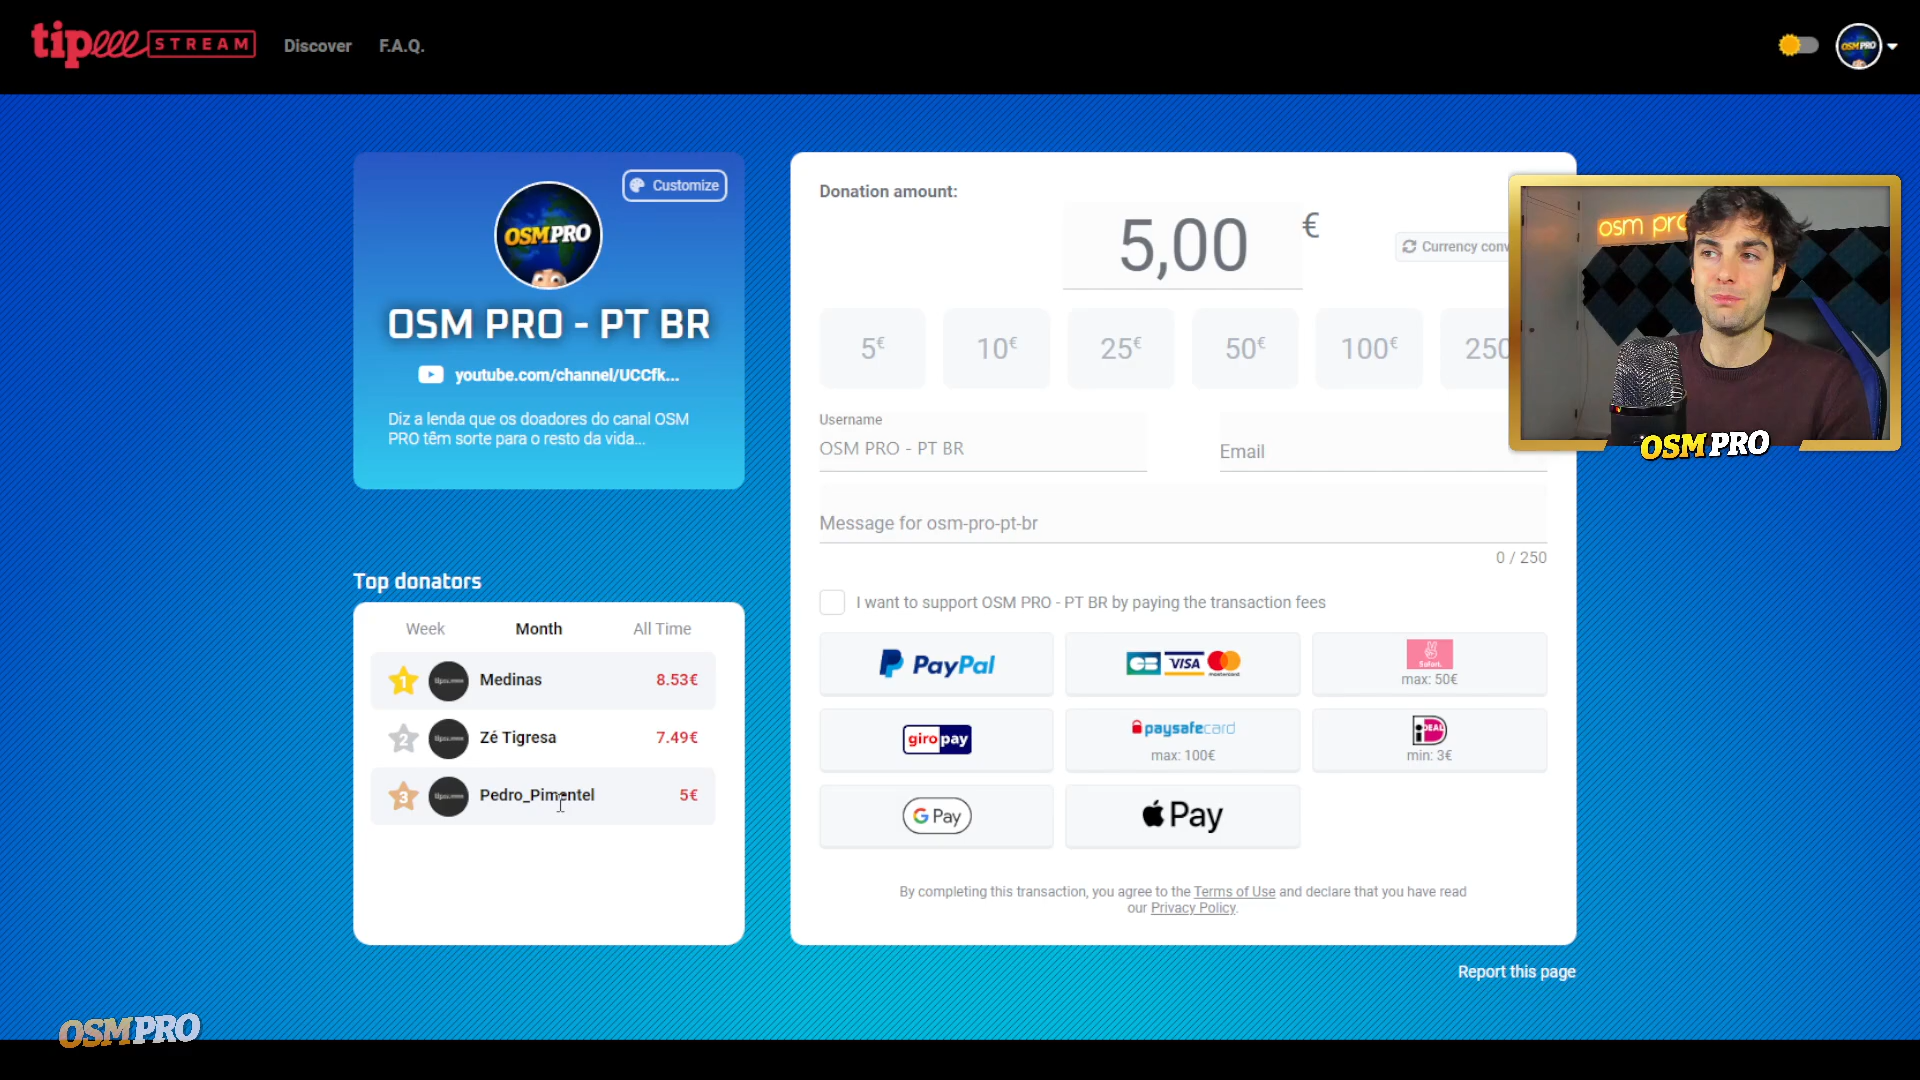 tipeee STREAM
Discover
F.A.Q.
OSM PRO
Customize
OSM PRO
OSM PRO - PT BR
youtube.com/channel/UCCfk...
Diz a lenda que os doadores do canal OSM
PRO têm sorte para o resto da vida...
Top donators
Week
Month
All Time
1
Medinas
8.53€
2
Zé Tigresa
7.49€
3
Pedro_Pimentel
5€
Donation amount:
5,00
€
Currency conv
5€
10€
25€
50€
100€
250
Username
OSM PRO - PT BR
Email
Message for osm-pro-pt-br
0 / 250
I want to support OSM PRO - PT BR by paying the transaction fees
PayPal
CB VISA mastercard
Sofort.
max: 50€
giropay
paysafecard
max: 100€
iDEAL
min: 3€
G Pay
Pay
By completing this transaction, you agree to the Terms of Use and declare that you have read
our Privacy Policy.
Report this page
osm pro
OSM PRO
OSMPRO